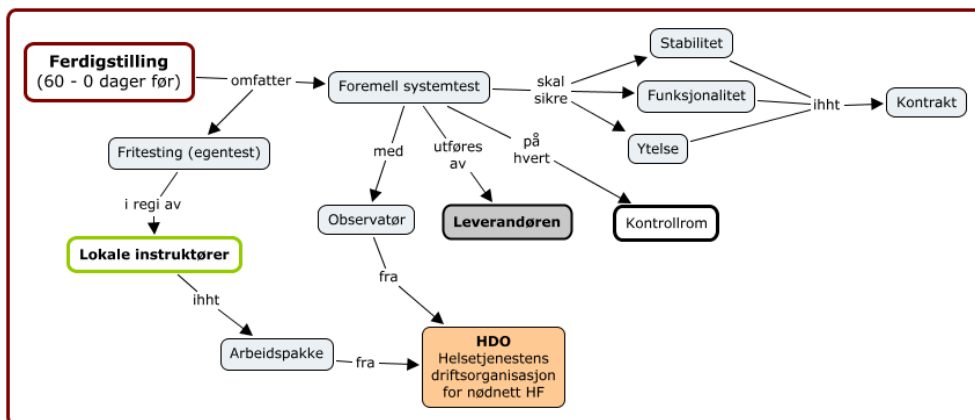 Ferdigstilling
(60 - 0 dager før)
omfatter
Foremell systemtest
skal
sikre
Stabilitet
Funksjonalitet
Ytelse
ihht
Kontrakt
Fritesting (egentest)
med
utføres
av
på
hvert
i regi av
Observatør
Leverandøren
Kontrollrom
Lokale instruktører
fra
ihht
Arbeidspakke
fra
HDO
Helsetjenestens
driftsorganisasjon
for nødnett HF